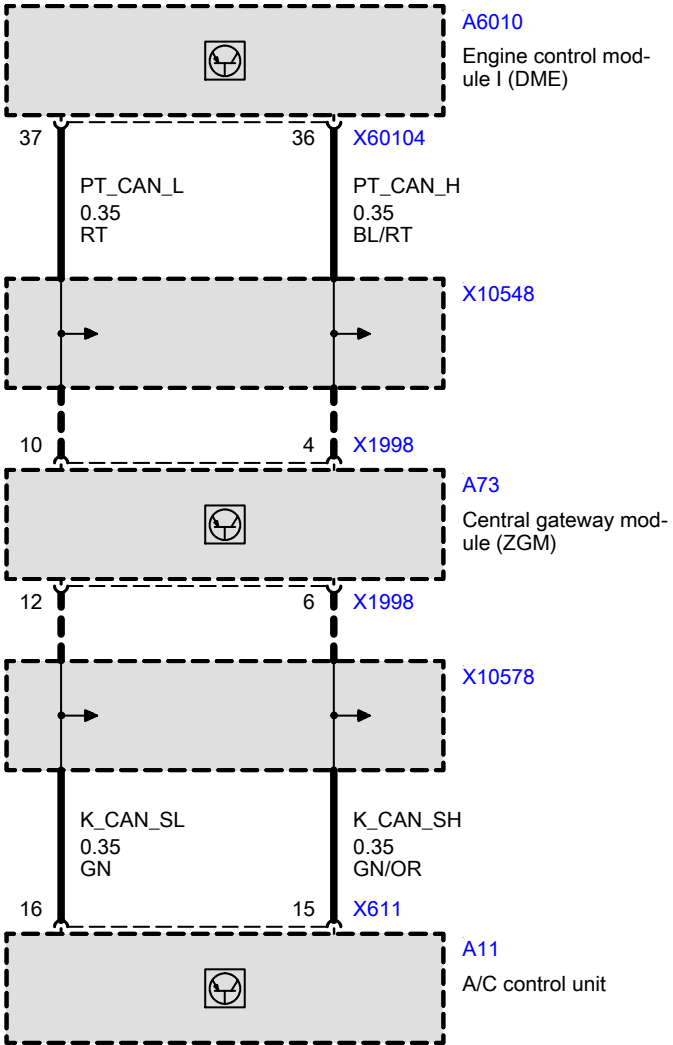 A6010
Engine control mod-
ule I (DME)
37
36
X60104
PT_CAN_L
0.35
RT
PT_CAN_H
0.35
BL/RT
X10548
10
4
X1998
A73
Central gateway mod-
ule (ZGM)
12
6
X1998
X10578
K_CAN_SL
0.35
GN
K_CAN_SH
0.35
GN/OR
16
15
X611
A11
A/C control unit